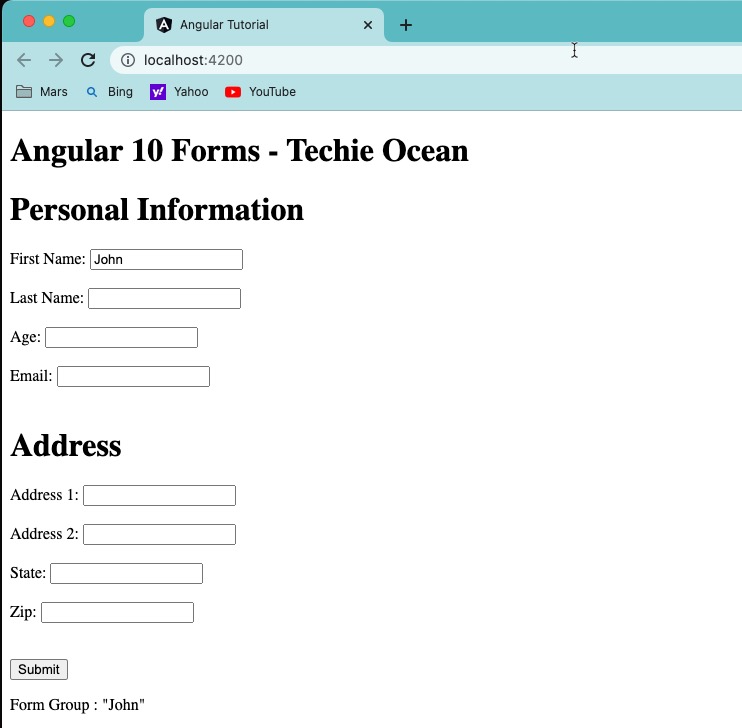 Angular Tutorial
localhost:4200
Mars Bing y! Yahoo YouTube
Angular 10 Forms - Techie Ocean
Personal Information
First Name: John
Last Name:
Age:
Email:
Address
Address 1:
Address 2:
State:
Zip:
Submit
Form Group : "John"